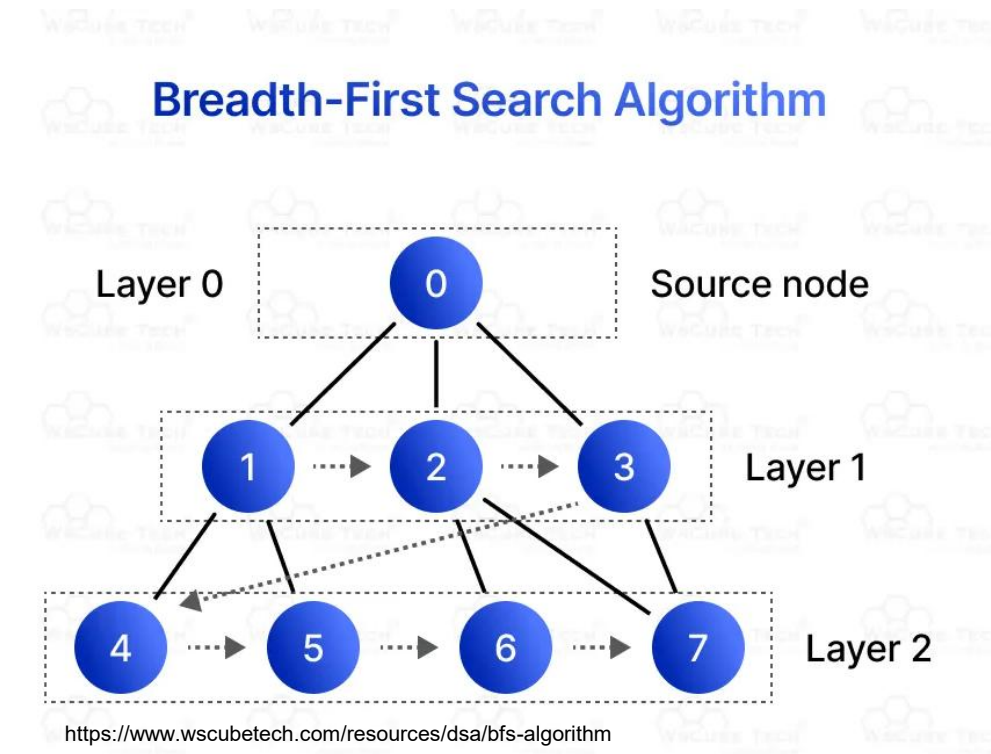 Breadth-First Search Algorithm
Layer 0
0
Source node
1
2
3
Layer 1
4
5
6
7
Layer 2
https://www.wscubetech.com/resources/dsa/bfs-algorithm